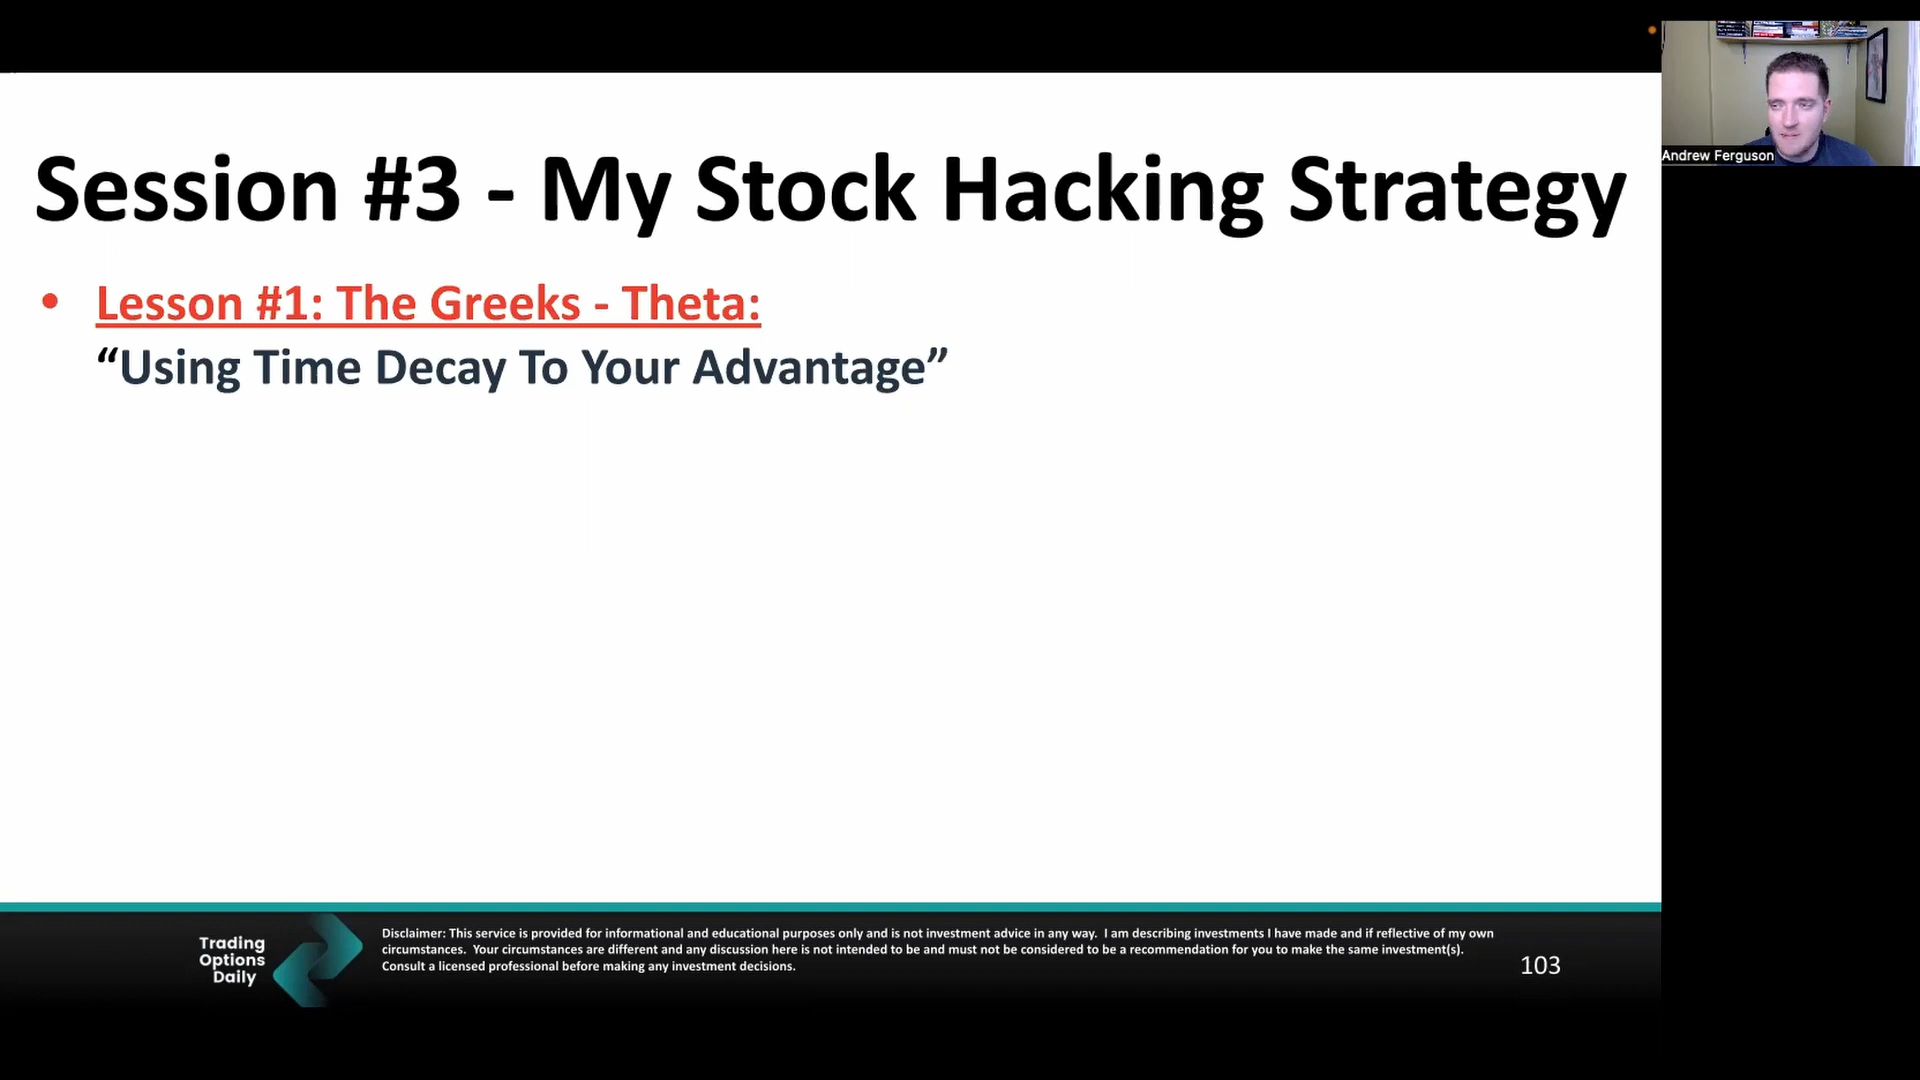 Session #3 - My Stock Hacking Strategy
• Lesson #1: The Greeks - Theta:
“Using Time Decay To Your Advantage”
Andrew Ferguson
Trading
Options
Daily
Disclaimer: This service is provided for informational and educational purposes only and is not investment advice in any way.  I am describing investments I have made and if reflective of my own
circumstances.  Your circumstances are different and any discussion here is not intended to be and must not be considered to be a recommendation for you to make the same investment(s).
Consult a licensed professional before making any investment decisions.
103